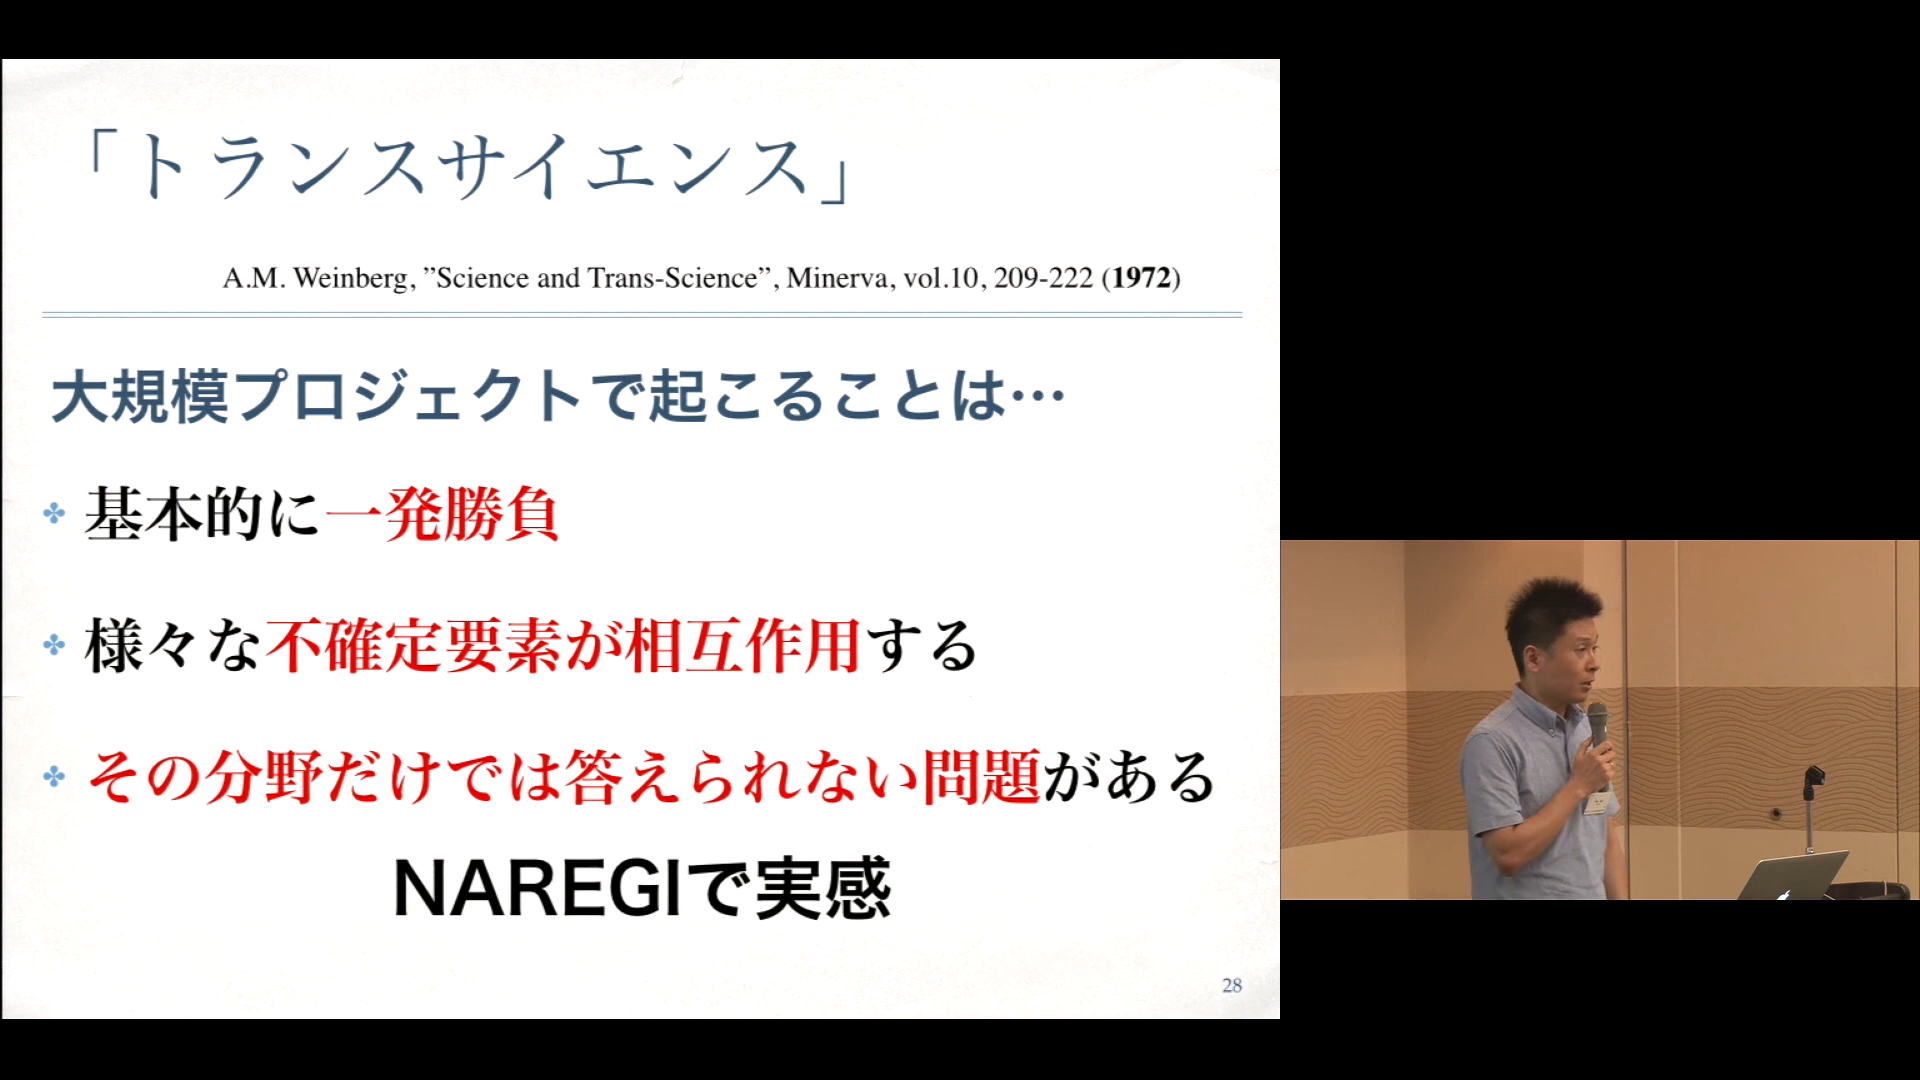 「トランスサイエンス」
A.M. Weinberg, ”Science and Trans-Science”, Minerva, vol.10, 209-222 (1972)
大規模プロジェクトで起こることは…
基本的に一発勝負
様々な不確定要素が相互作用する
その分野だけでは答えられない問題がある
NAREGIで実感
28